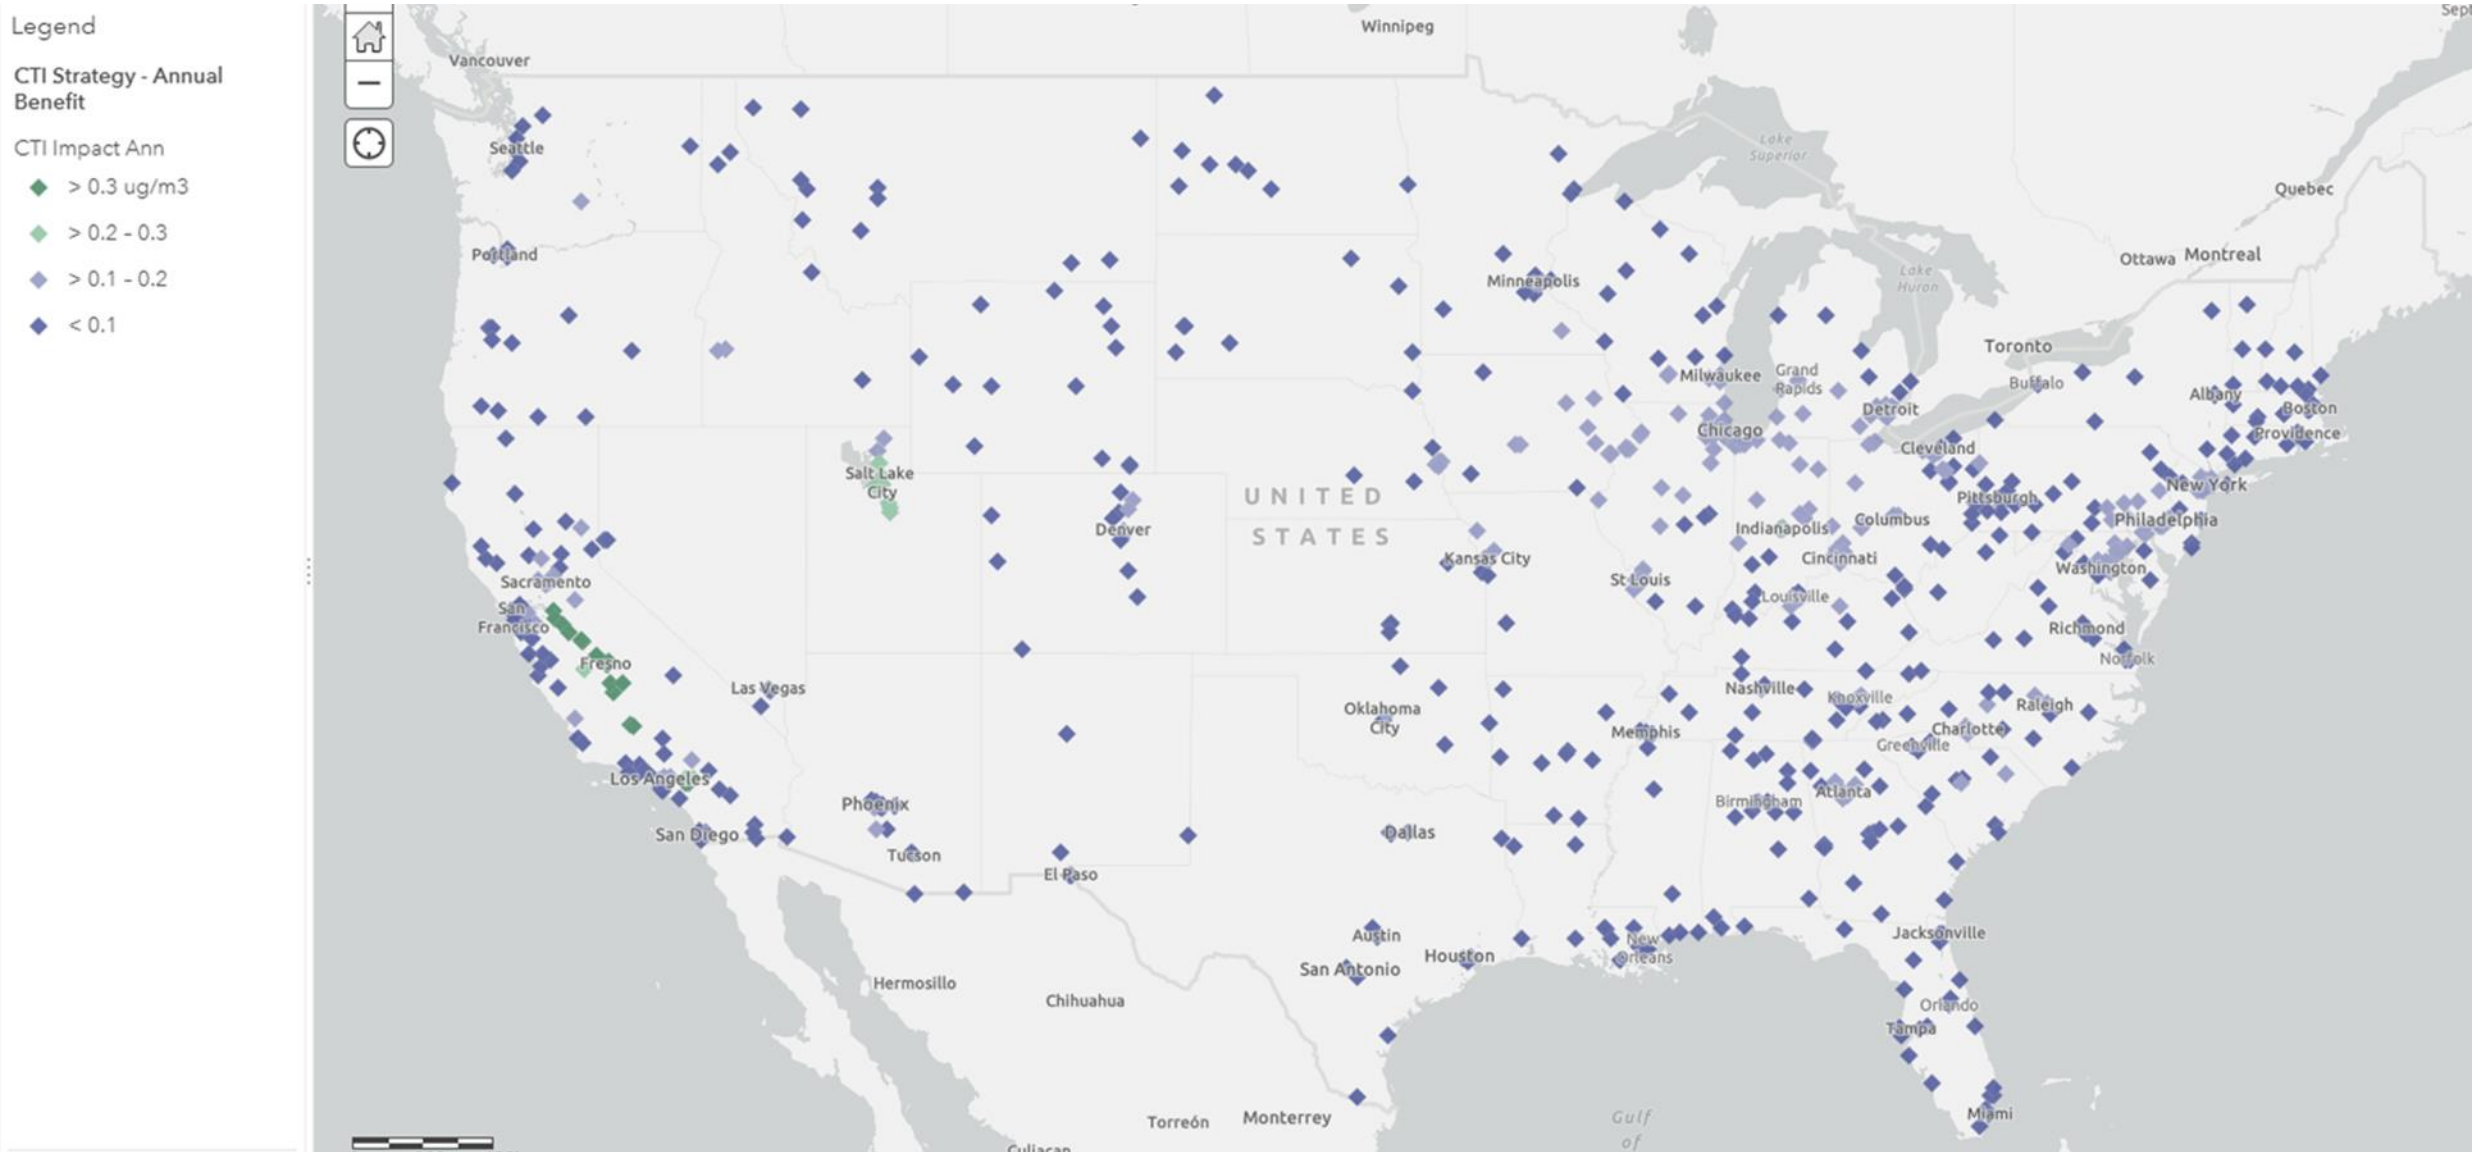 Legend
CTI Strategy - Annual
Benefit
CTI Impact Ann
> 0.3 ug/m3
> 0.2 - 0.3
> 0.1 - 0.2
< 0.1
Winnipeg
Sept
Vancouver
Lake
Superior
Seattle
Quebec
Portland
Ottawa
Montreal
Lake
Huron
Minneapolis
Toronto
Milwaukee
Grand
Rapids
Buffalo
Albany
Boston
Detroit
Chicago
Providence
Cleveland
Salt Lake
City
New York
UNITED
STATES
Pittsburgh
Denver
Indianapolis
Columbus
Philadelphia
Kansas City
Cincinnati
Washington
Sacramento
St Louis
Louisville
San
Francisco
Richmond
Fresno
Norfolk
Las Vegas
Nashville
Knoxville
Raleigh
Oklahoma
City
Memphis
Charlotte
Greenville
Los Angeles
Phoenix
Birmingham
Atlanta
San Diego
Dallas
Tucson
El Paso
Austin
Jacksonville
New
Orleans
Houston
San Antonio
Hermosillo
Chihuahua
Orlando
Tampa
Miami
Torreón
Monterrey
Gulf
of
Culiacan